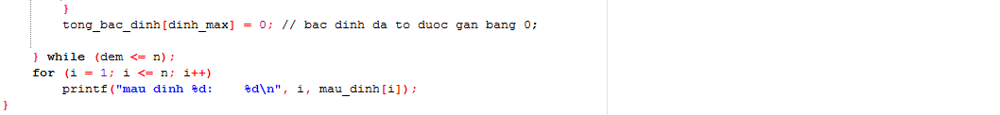 }
tong_bac_dinh[dinh_max] = 0; // bac dinh da to duoc gan bang 0;
} while (dem <= n);
for (i = 1; i <= n; i++)
printf("mau dinh %d:    %d\n", i, mau_dinh[i]);
}